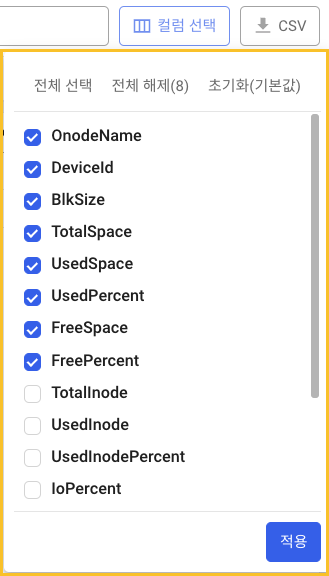 컬럼 선택 CSV
전체 선택 전체 해제(8) 초기화(기본값)
OnodeName
DeviceId
BlkSize
TotalSpace
UsedSpace
UsedPercent
FreeSpace
FreePercent
TotalInode
UsedInode
UsedInodePercent
IoPercent
적용